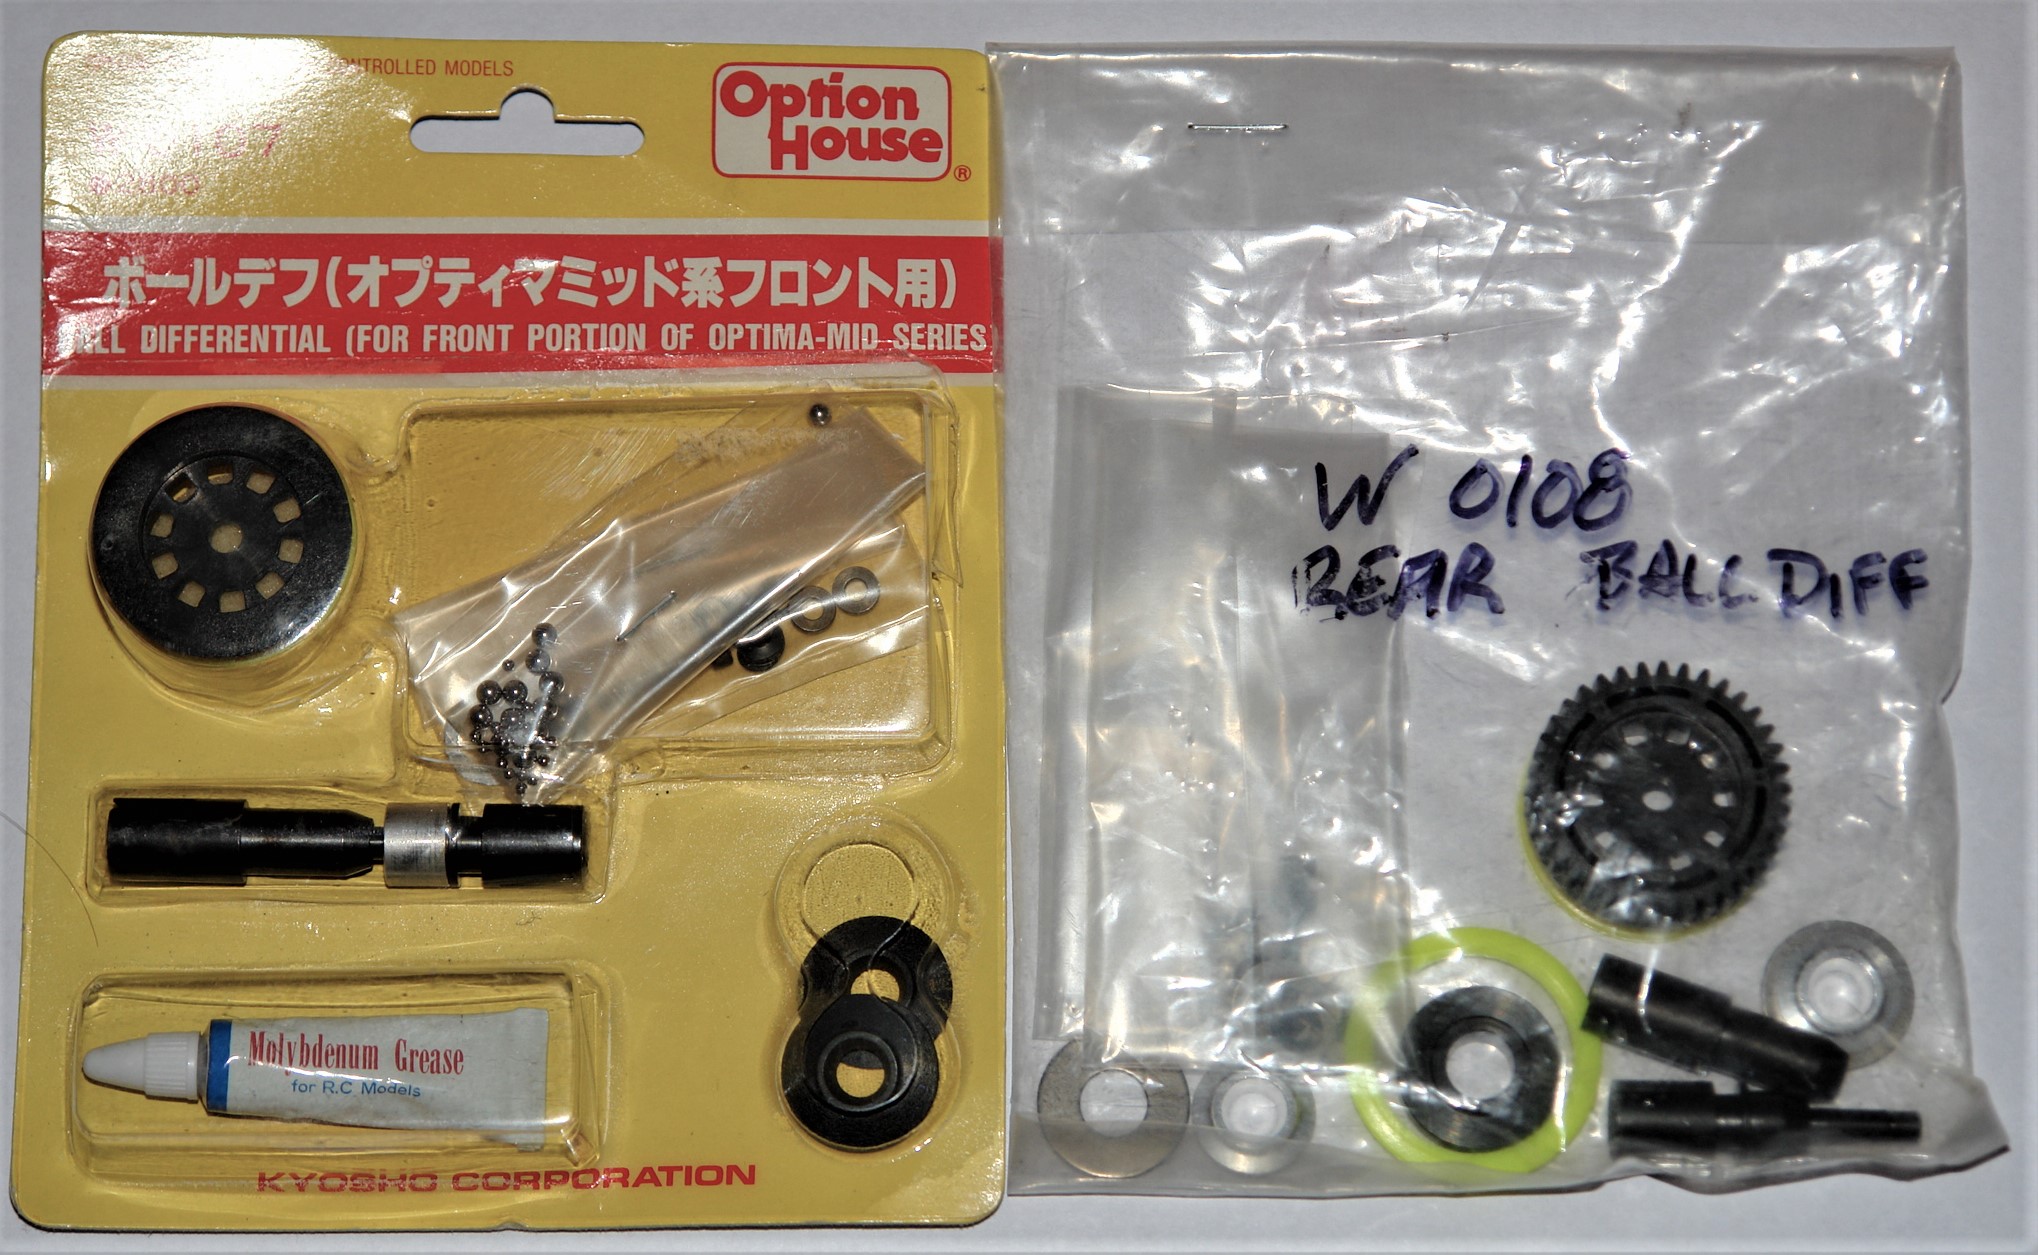 CONTROLLED MODELS
Option
House
®
ボールデフ(オプティマミッド系フロント用)
ALL DIFFERENTIAL (FOR FRONT PORTION OF OPTIMA-MID SERIES)
Molybdenum Grease
for R.C Models
KYOSHO CORPORATION
W 0108
REAR BALL DIFF